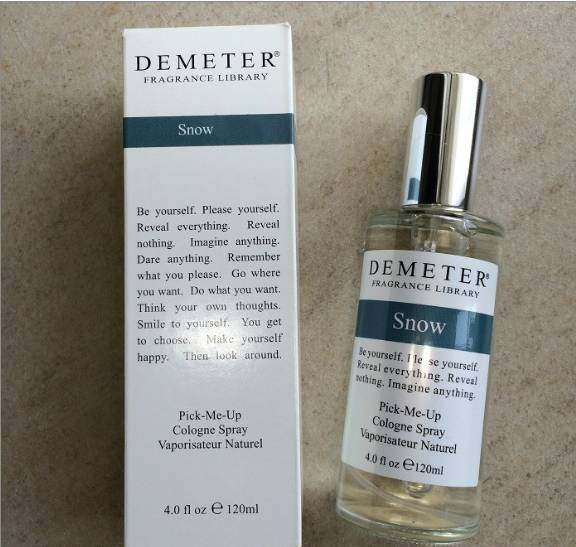 DEMETER®
FRAGRANCE LIBRARY
Snow
Be yourself. Please yourself.
Reveal everything. Reveal
nothing. Imagine anything.
Dare anything. Remember
what you please. Go where
you want. Do what you want.
Think your own thoughts.
Smile to yourself. You get
to choose. Make yourself
happy. Then look around.
Pick-Me-Up
Cologne Spray
Vaporisateur Naturel
4.0 fl oz ℮ 120ml
DEMETER®
FRAGRANCE LIBRARY
Snow
Be yourself. Please yourself.
Reveal everything. Reveal
nothing. Imagine anything.
Pick-Me-Up
Cologne Spray
Vaporisateur Naturel
4.0 fl oz ℮ 120ml